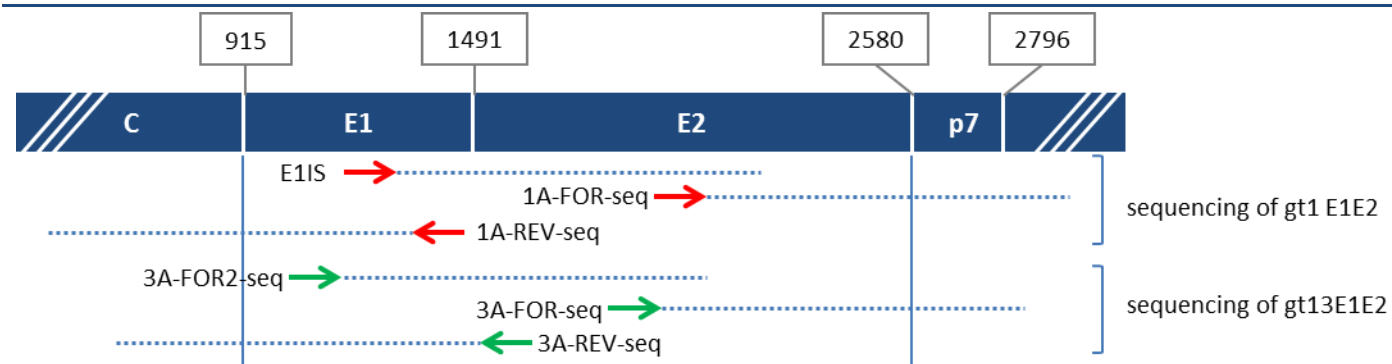 915
1491
2580
2796
C
E1
E2
p7
E1IS
1A-FOR-seq
1A-REV-seq
sequencing of gt1 E1E2
3A-FOR2-seq
3A-FOR-seq
3A-REV-seq
sequencing of gt13E1E2